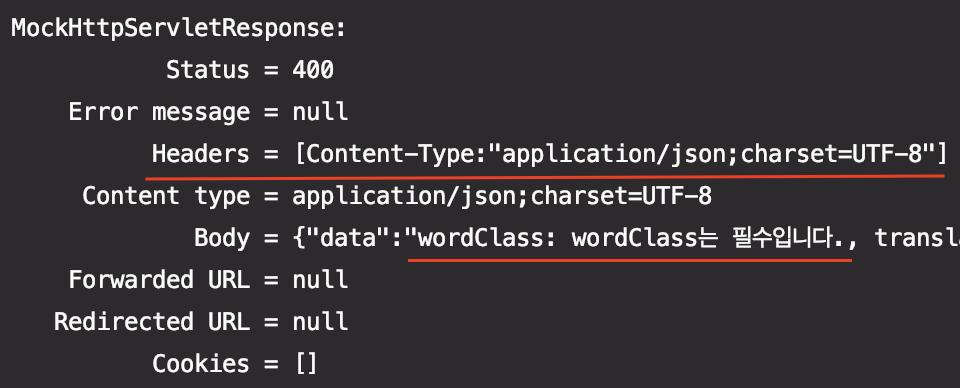 MockHttpServletResponse:
Status = 400
Error message = null
Headers = [Content-Type:"application/json;charset=UTF-8"]
Content type = application/json;charset=UTF-8
Body = {"data":"wordClass: wordClass는 필수입니다., transl
Forwarded URL = null
Redirected URL = null
Cookies = []